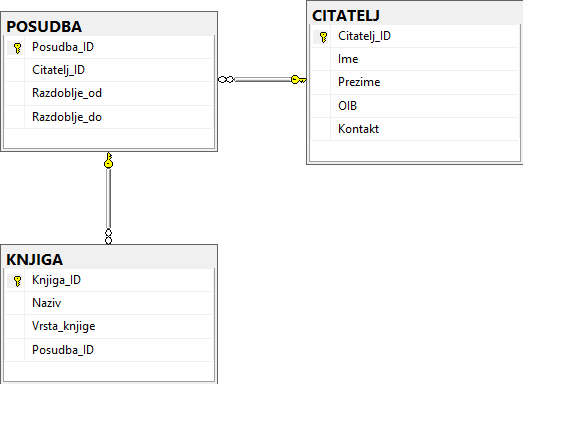 POSUDBA
Posudba_ID
Citatelj_ID
Razdoblje_od
Razdoblje_do
CITATELJ
Citatelj_ID
Ime
Prezime
OIB
Kontakt
KNJIGA
Knjiga_ID
Naziv
Vrsta_knjige
Posudba_ID